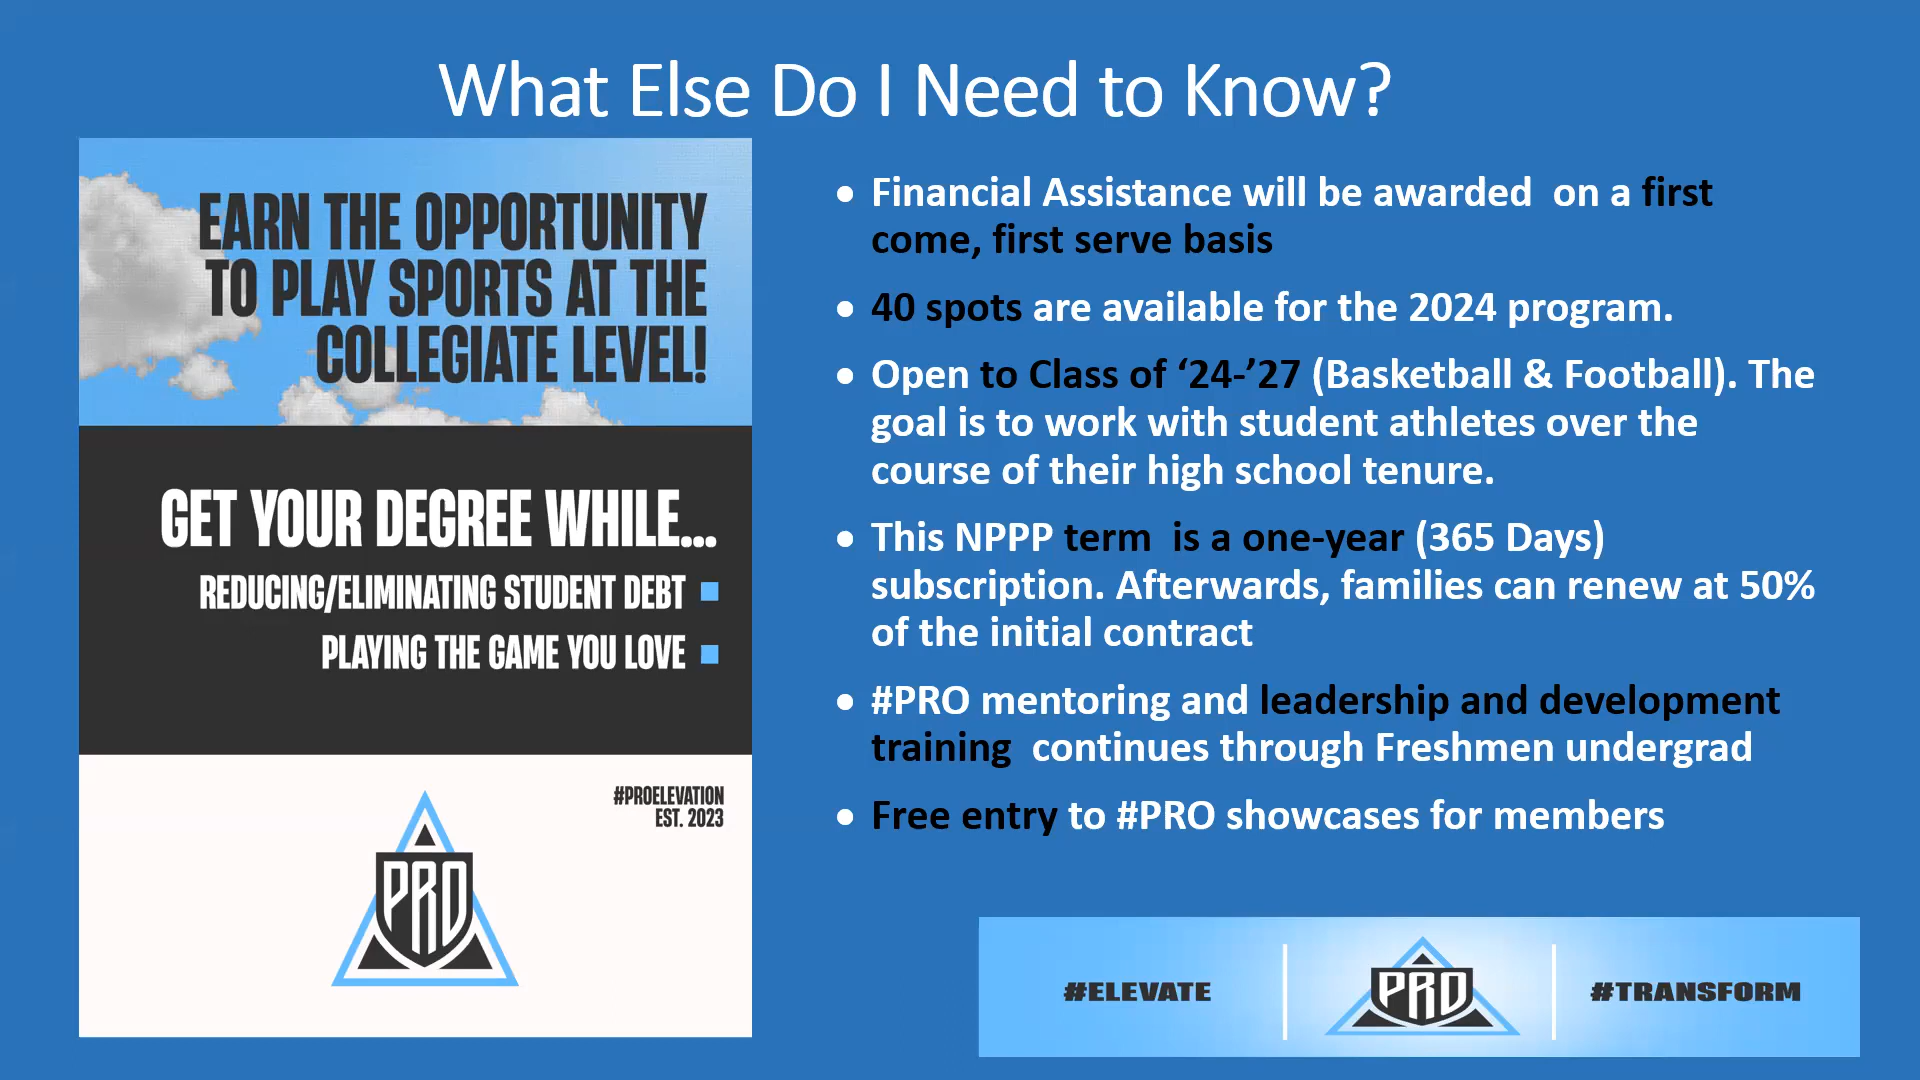 What Else Do I Need to Know?
EARN THE OPPORTUNITY
TO PLAY SPORTS AT THE
COLLEGIATE LEVEL!
GET YOUR DEGREE WHILE...
REDUCING/ELIMINATING STUDENT DEBT
PLAYING THE GAME YOU LOVE
#PROELEVATION
EST. 2023
PRO
• Financial Assistance will be awarded  on a first
come, first serve basis
• 40 spots are available for the 2024 program.
• Open to Class of ‘24-’27 (Basketball & Football). The
goal is to work with student athletes over the
course of their high school tenure.
• This NPPP term  is a one-year (365 Days)
subscription. Afterwards, families can renew at 50%
of the initial contract
• #PRO mentoring and leadership and development
training  continues through Freshmen undergrad
• Free entry to #PRO showcases for members
#ELEVATE
PRO
#TRANSFORM